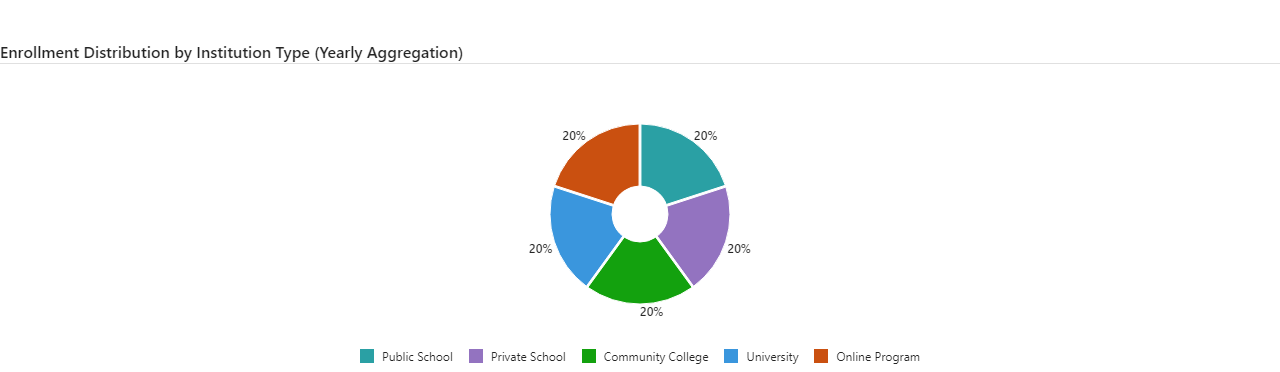 Enrollment Distribution by Institution Type (Yearly Aggregation)
20% 20%
20% 20%
20%
Public School Private School Community College University Online Program